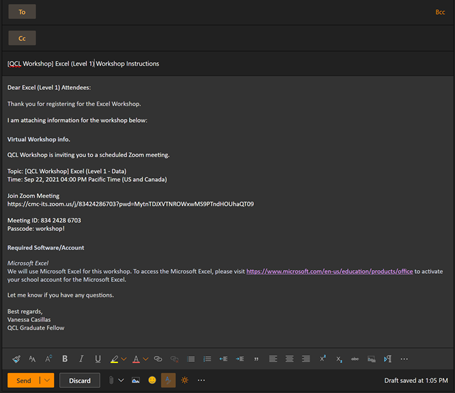 To
Bcc
Cc
[QCL Workshop] Excel (Level 1) Workshop Instructions
Dear Excel (Level 1) Attendees:
Thank you for registering for the Excel Workshop.
I am attaching information for the workshop below:
Virtual Workshop info.
QCL Workshop is inviting you to a scheduled Zoom meeting.
Topic: [QCL Workshop] Excel (Level 1 - Data)
Time: Sep 22, 2021 04:00 PM Pacific Time (US and Canada)
Join Zoom Meeting
https://cmc-its.zoom.us/j/83424286703?pwd=MytnTDJXVTNROWxwMS9PTndHOUhaQT09
Meeting ID: 834 2428 6703
Passcode: workshop!
Required Software/Account
Microsoft Excel
We will use Microsoft Excel for this workshop. To access the Microsoft Excel, please visit https://www.microsoft.com/en-us/education/products/office to activate
your school account for the Microsoft Excel.
Let me know if you have any questions.
Best regards,
Vanessa Casillas
QCL Graduate Fellow
Send
Discard
Draft saved at 1:05 PM